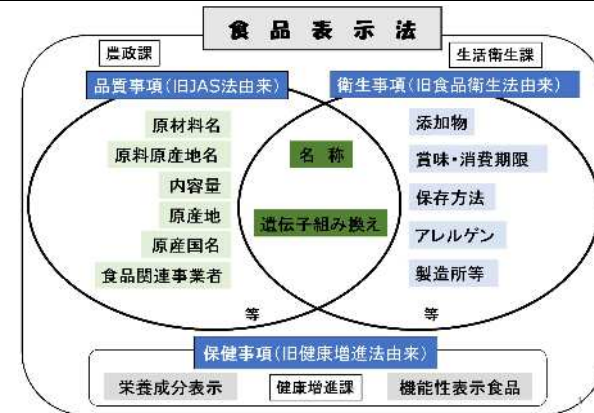 食品表示法
農政課
生活衛生課
品質事項(旧JAS法由来)
衛生事項(旧食品衛生法由来)
原材料名
原料原産地名
内容量
原産地
原産国名
食品関連事業者
等
名称
遺伝子組み換え
添加物
賞味・消費期限
保存方法
アレルゲン
製造所等
等
保健事項(旧健康増進法由来)
栄養成分表示
健康増進課
機能性表示食品